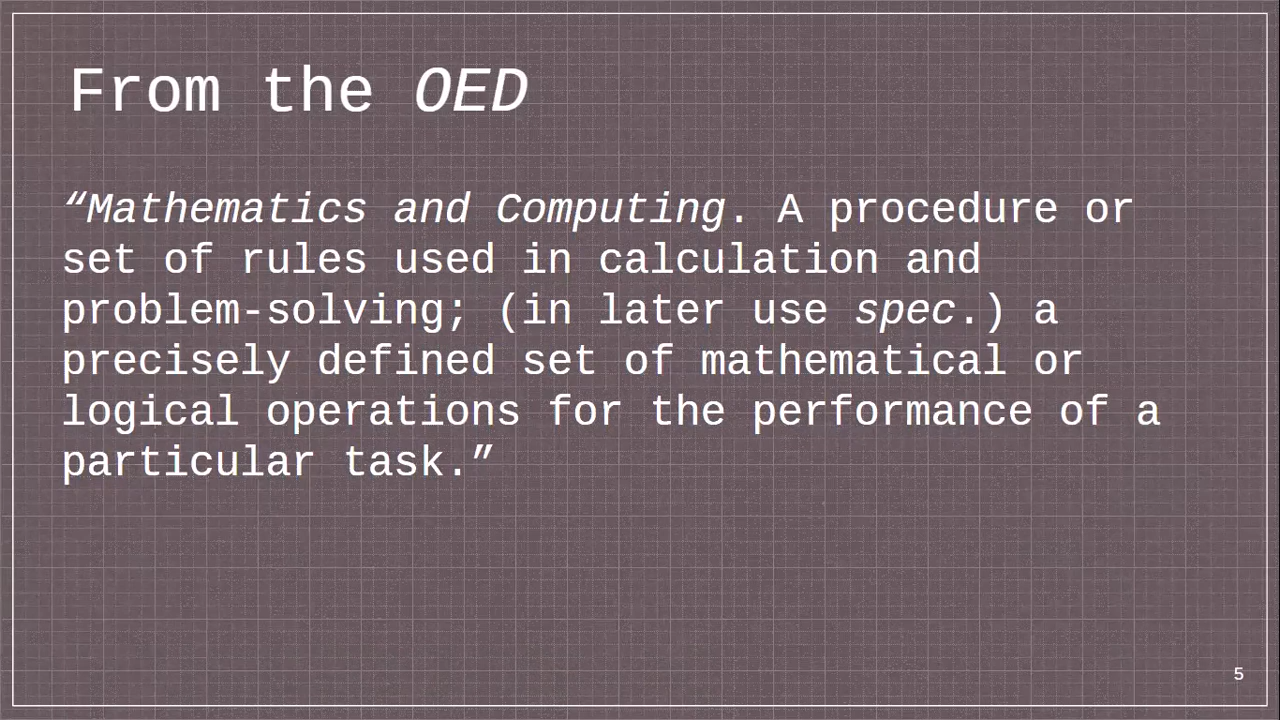 From the OED
“Mathematics and Computing. A procedure or
set of rules used in calculation and
problem-solving; (in later use spec.) a
precisely defined set of mathematical or
logical operations for the performance of a
particular task.”
5